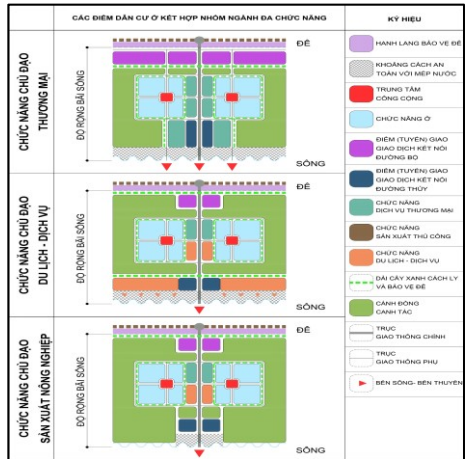 CÁC ĐIỂM DÂN CƯ Ở KẾT HỢP NHÓM NGÀNH ĐA CHỨC NĂNG
KÝ HIỆU
CHỨC NĂNG CHỦ ĐẠO
THƯƠNG MẠI
ĐỘ RỘNG BÃI SÔNG
ĐÊ
SÔNG
CHỨC NĂNG CHỦ ĐẠO
DU LỊCH - DỊCH VỤ
ĐỘ RỘNG BÃI SÔNG
ĐÊ
SÔNG
CHỨC NĂNG CHỦ ĐẠO
SẢN XUẤT NÔNG NGHIỆP
ĐỘ RỘNG BÃI SÔNG
ĐÊ
SÔNG
HANH LANG BẢO VỆ ĐÊ
KHOẢNG CÁCH AN
TOÀN VỚI MÉP NƯỚC
TRUNG TÂM
CÔNG CỘNG
CHỨC NĂNG Ở
ĐIỂM (TUYẾN) GIAO
GIAO DỊCH KẾT NỐI
ĐƯỜNG BỘ
ĐIỂM (TUYẾN) GIAO
GIAO DỊCH KẾT NỐI
ĐƯỜNG THỦY
CHỨC NĂNG
DỊCH VỤ THƯƠNG MẠI
CHỨC NĂNG
SẢN XUẤT THỦ CÔNG
CHỨC NĂNG
DU LỊCH - DỊCH VỤ
DẢI CÂY XANH CÁCH LY
VÀ BẢO VỆ ĐÊ
CÁNH ĐỒNG
CANH TÁC
TRỤC
GIAO THÔNG CHÍNH
TRỤC
GIAO THÔNG PHỤ
BẾN SÔNG- BẾN THUYỀN